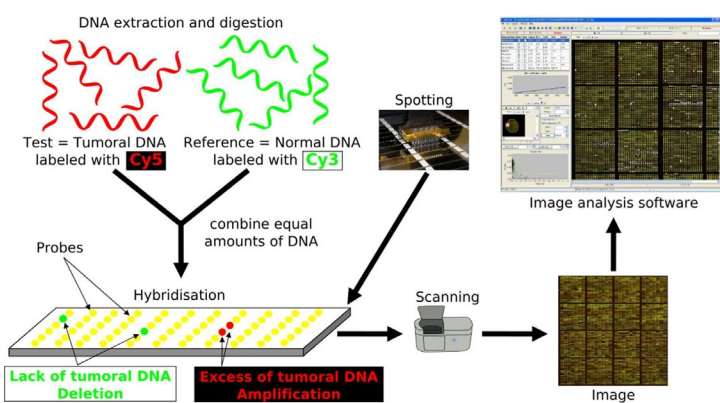 DNA extraction and digestion
Test = Tumoral DNA
labeled with Cy5
Reference = Normal DNA
labeled with Cy3
Spotting
Image analysis software
combine equal
amounts of DNA
Probes
Hybridisation
Scanning
Lack of tumoral DNA
Deletion
Excess of tumoral DNA
Amplification
Image